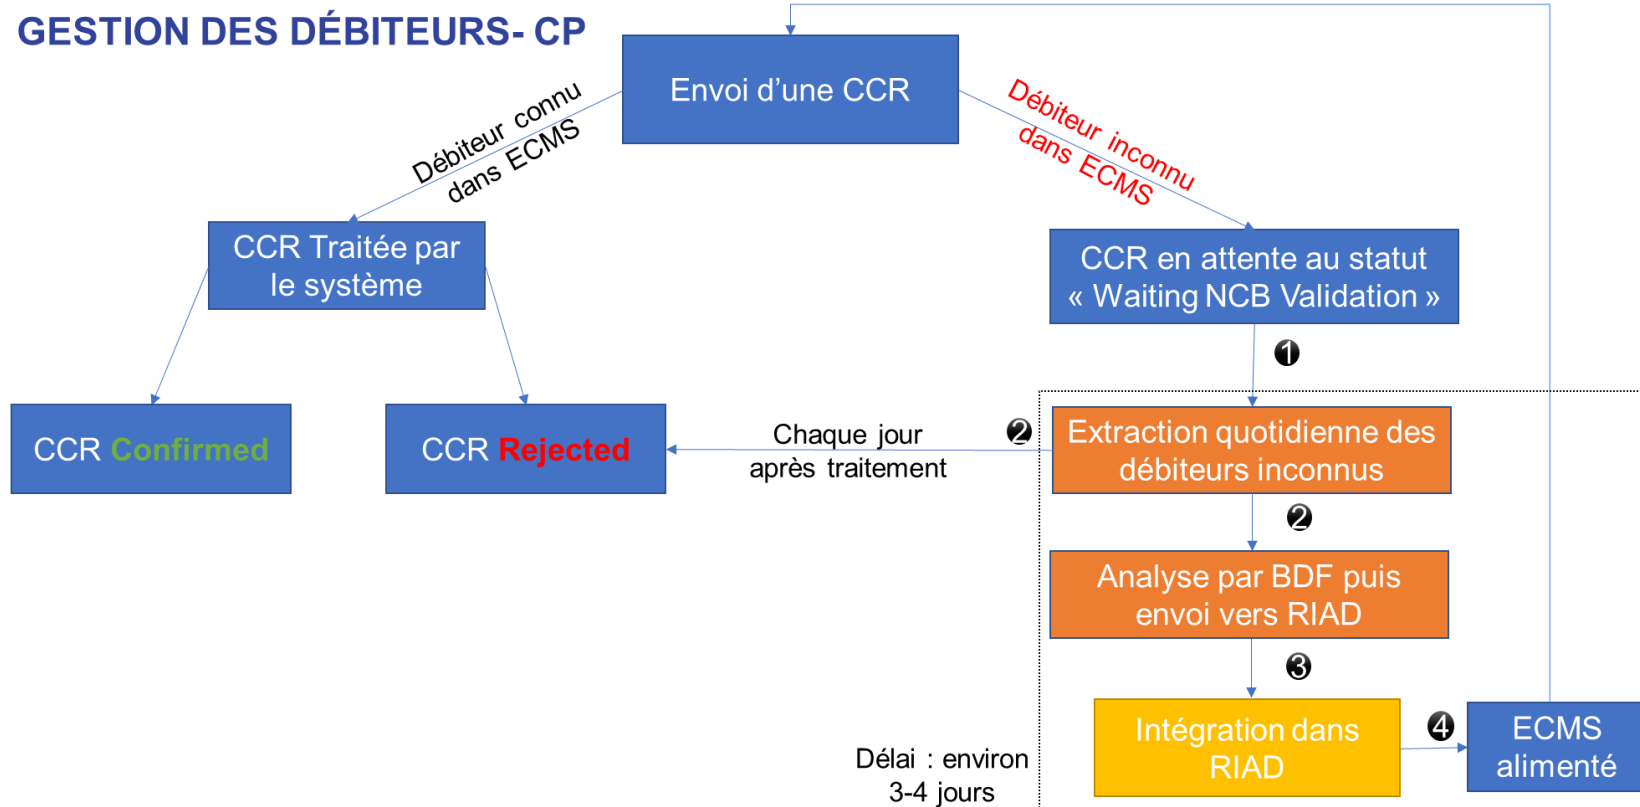 GESTION DES DÉBITEURS- CP
Envoi d’une CCR
Débiteur connu
dans ECMS
Débiteur inconnu
dans ECMS
CCR Traitée par
le système
CCR en attente au statut
« Waiting NCB Validation »
❶
CCR Confirmed
CCR Rejected
Chaque jour
après traitement
❷
Extraction quotidienne des
débiteurs inconnus
❷
Analyse par BDF puis
envoi vers RIAD
❸
Intégration dans
RIAD
❹
ECMS
alimenté
Délai : environ
3-4 jours